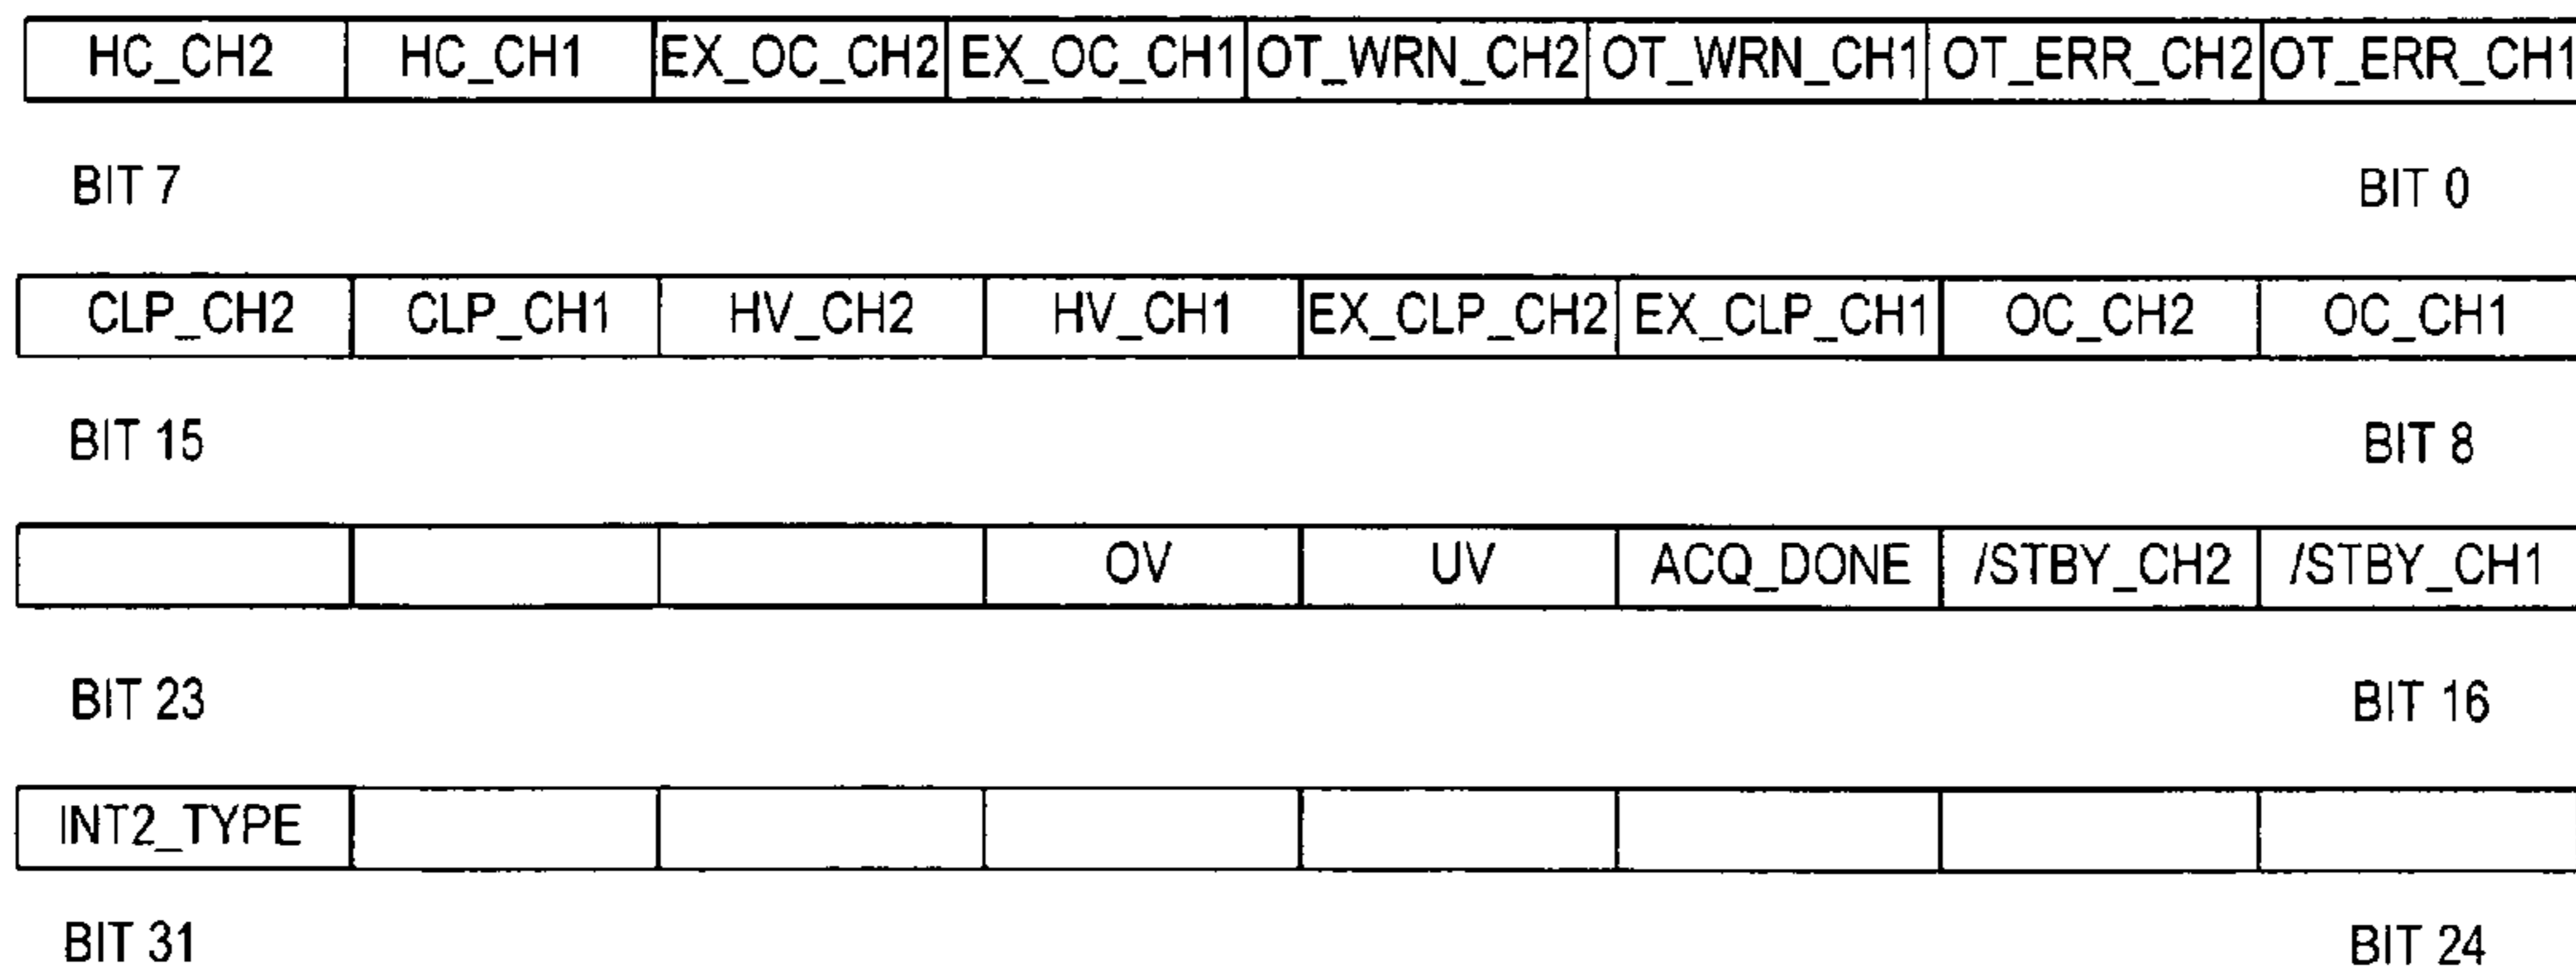 HC_CH2 HC_CH1 EX_OC_CH2 EX_OC_CH1 OT_WRN_CH2 OT_WRN_CH1 OT_ERR_CH2 OT_ERR_CH1
BIT 7 BIT 0
CLP_CH2 CLP_CH1 HV_CH2 HV_CH1 EX_CLP_CH2 EX_CLP_CH1 OC_CH2 OC_CH1
BIT 15 BIT 8
OV UV ACQ_DONE /STBY_CH2 /STBY_CH1
BIT 23 BIT 16
INT2_TYPE
BIT 31 BIT 24